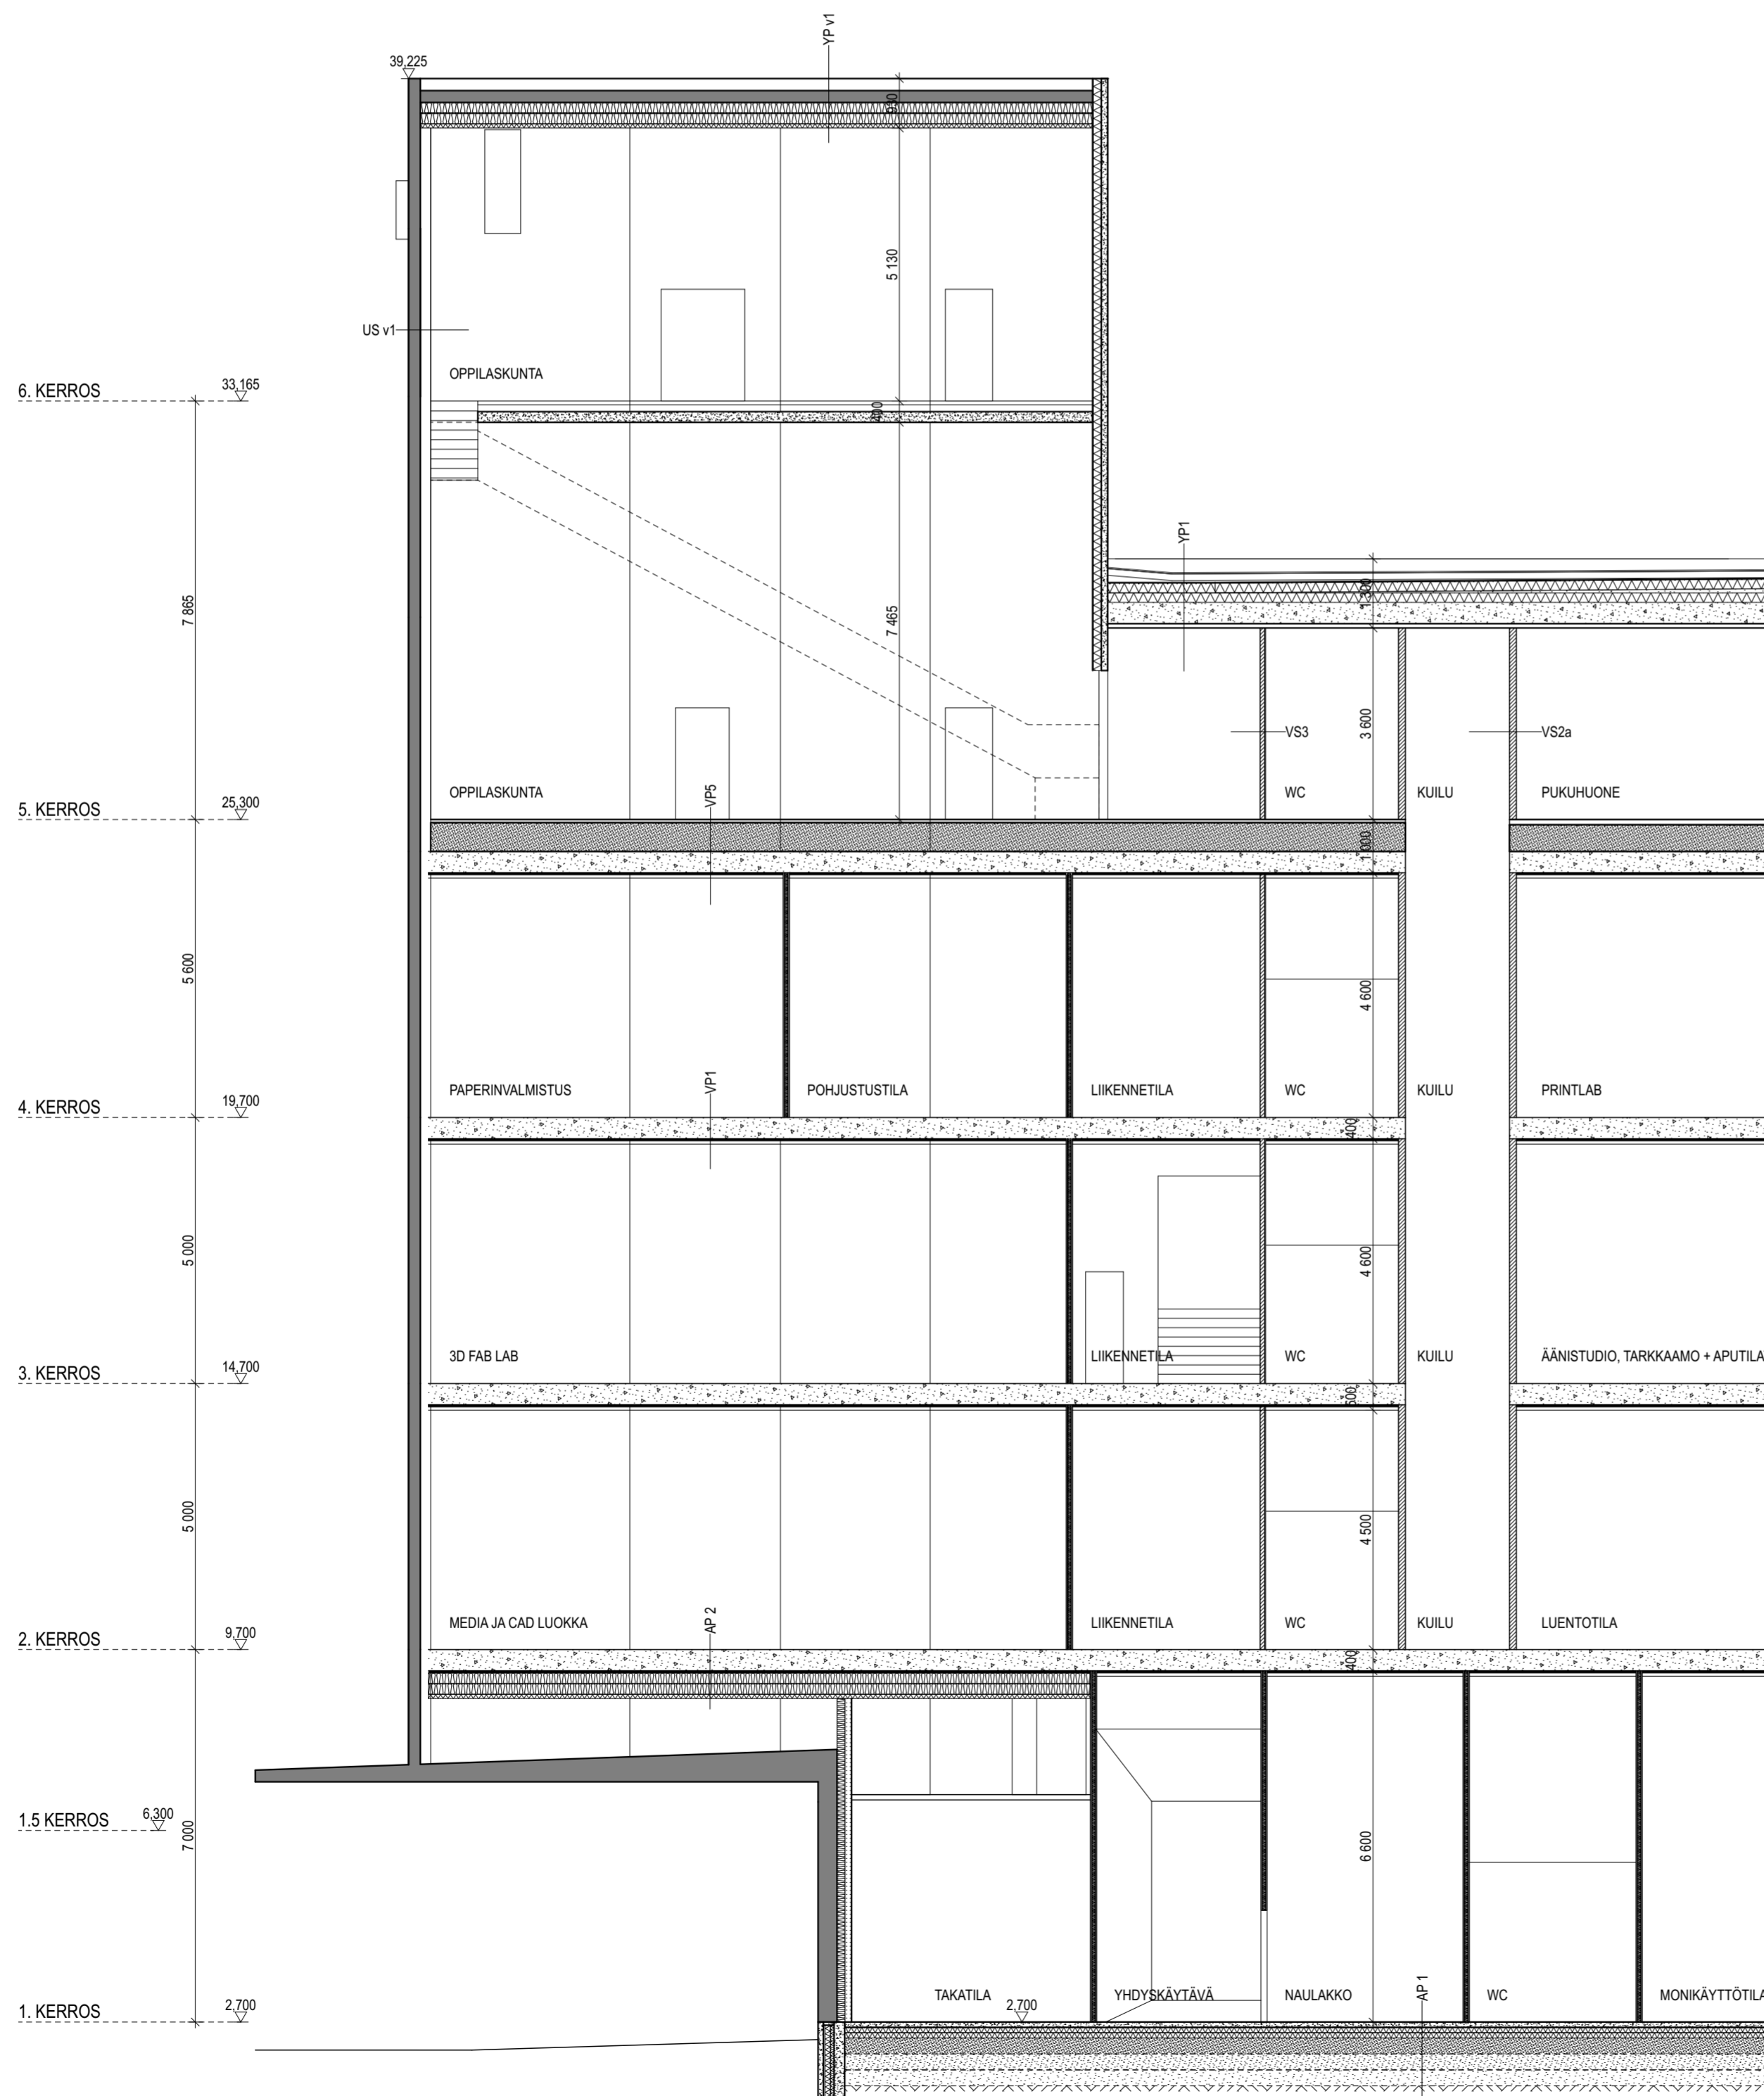 YP v1
39,225
930
5 130
US v1
OPPILASKUNTA
6. KERROS
33,165
400
YP1
1 300
7 865
7 465
3 600
VS3
VS2a
OPPILASKUNTA
VP5
WC
KUILU
PUKUHUONE
5. KERROS
25,300
1 000
5 600
4 600
PAPERINVALMISTUS
VP1
POHJUSTUSTILA
LIIKENNETILA
WC
KUILU
PRINTLAB
4. KERROS
19,700
400
5 000
4 600
3D FAB LAB
LIIKENNETILA
WC
KUILU
ÄÄNISTUDIO, TARKKAAMO + APUTILA
3. KERROS
14,700
500
5 000
4 500
MEDIA JA CAD LUOKKA
AP 2
LIIKENNETILA
WC
KUILU
LUENTOTILA
2. KERROS
9,700
400
1.5 KERROS
6,300
7 000
6 600
TAKATILA
2,700
YHDYSKÄYTÄVÄ
NAULAKKO
AP 1
WC
MONIKÄYTTÖTILA
1. KERROS
2,700